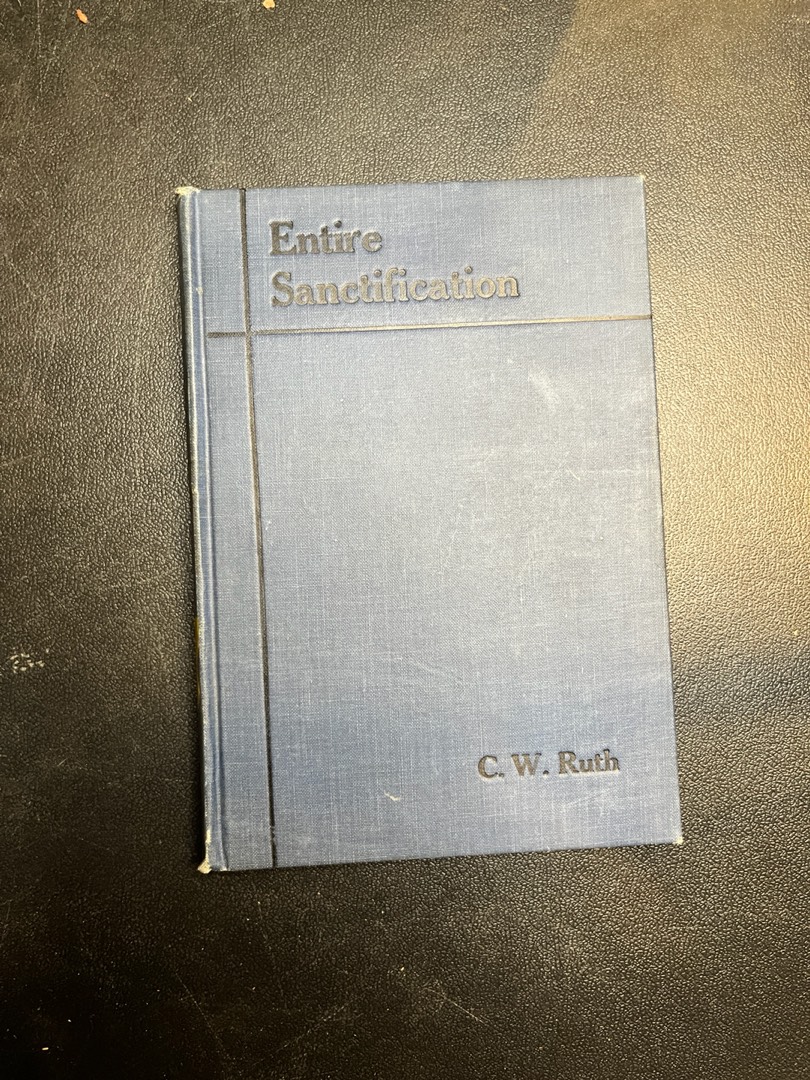 Entire
Sanctification
C. W. Ruth